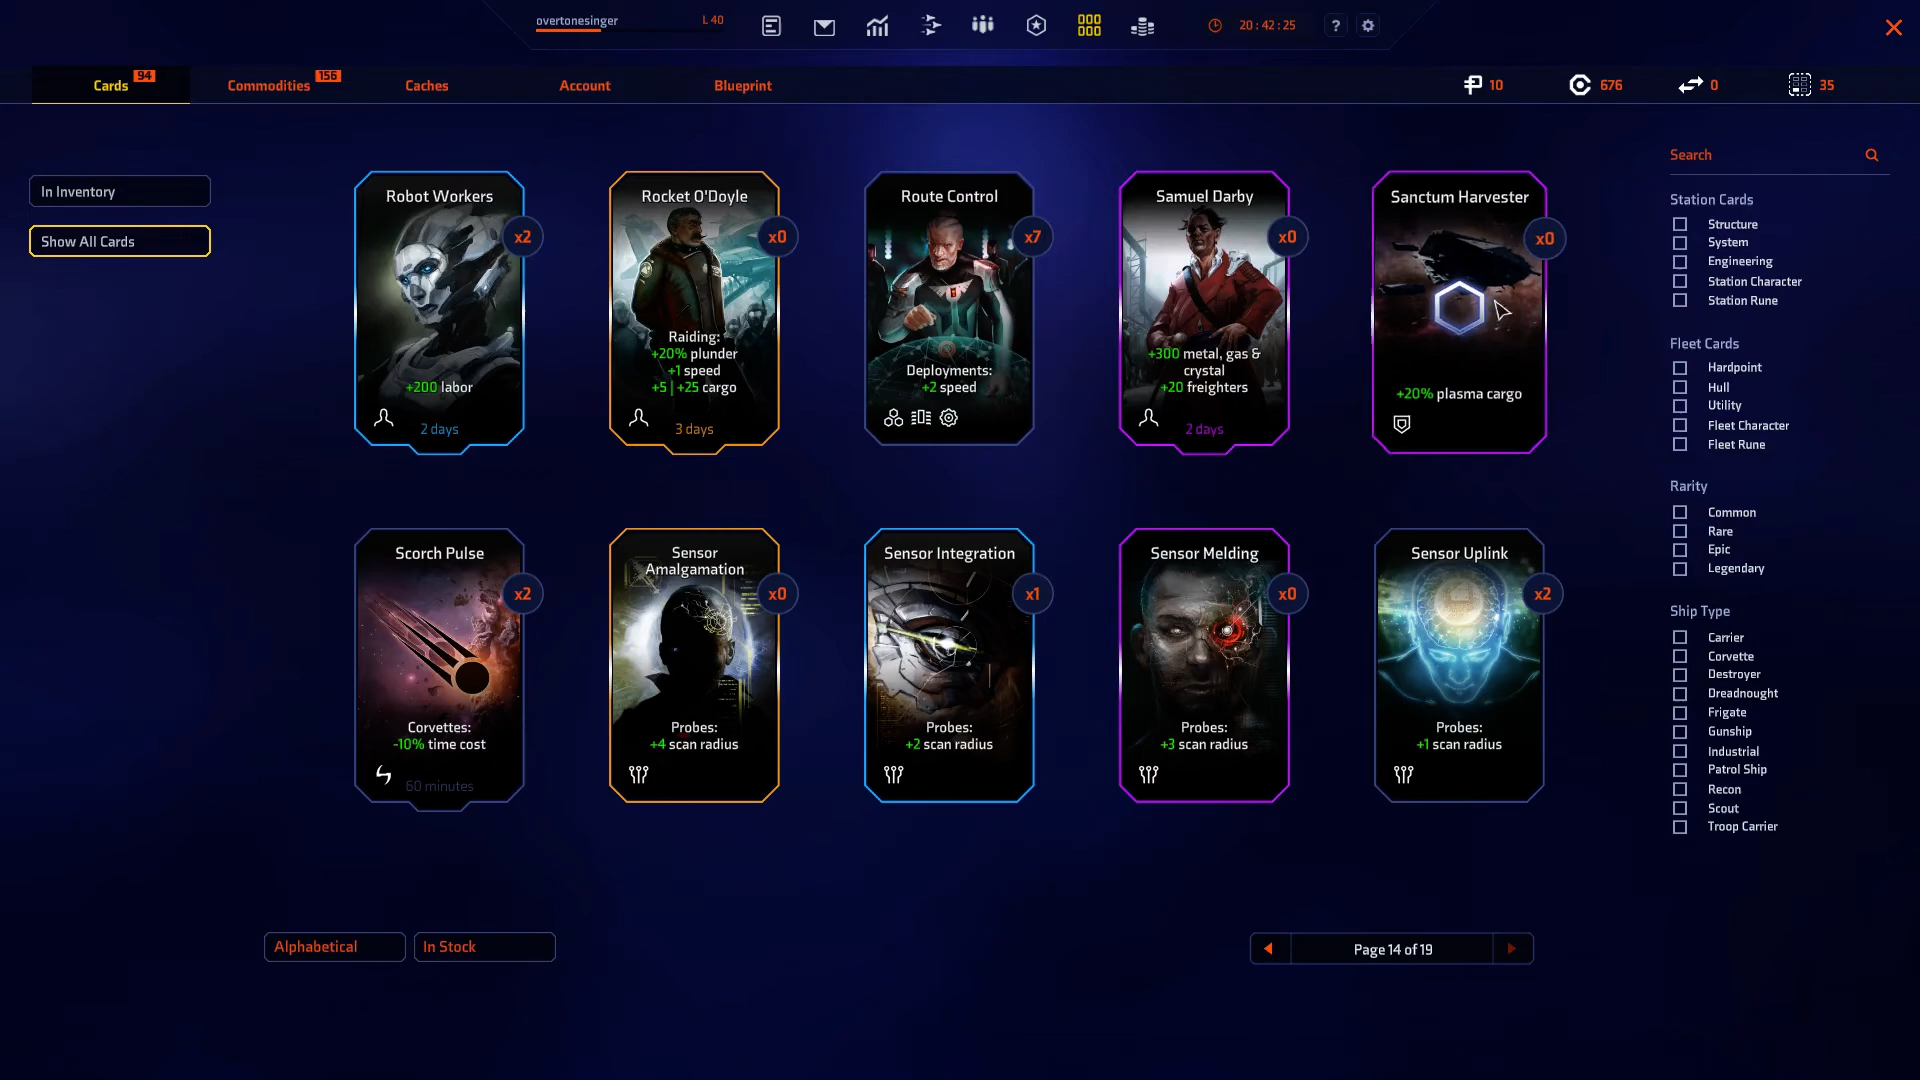 overtonesinger
L 40
20:42:25
?
Cards
94
Commodities
156
Caches
Account
Blueprint
10
676
0
35
In Inventory
Show All Cards
Robot Workers
x2
+200 labor
2 days
Rocket O'Doyle
x0
Raiding:
+20% plunder
+1 speed
+5 | +25 cargo
3 days
Route Control
x7
Deployments:
+2 speed
Samuel Darby
x0
+300 metal, gas &
crystal
+20 freighters
2 days
Sanctum Harvester
x0
+20% plasma cargo
Scorch Pulse
x2
Corvettes:
-10% time cost
60 minutes
Sensor
Amalgamation
x0
Probes:
+4 scan radius
Sensor Integration
x1
Probes:
+2 scan radius
Sensor Melding
x0
Probes:
+3 scan radius
Sensor Uplink
x2
Probes:
+1 scan radius
Alphabetical
In Stock
Page 14 of 19
Search
Station Cards
Structure
System
Engineering
Station Character
Station Rune
Fleet Cards
Hardpoint
Hull
Utility
Fleet Character
Fleet Rune
Rarity
Common
Rare
Epic
Legendary
Ship Type
Carrier
Corvette
Destroyer
Dreadnought
Frigate
Gunship
Industrial
Patrol Ship
Recon
Scout
Troop Carrier